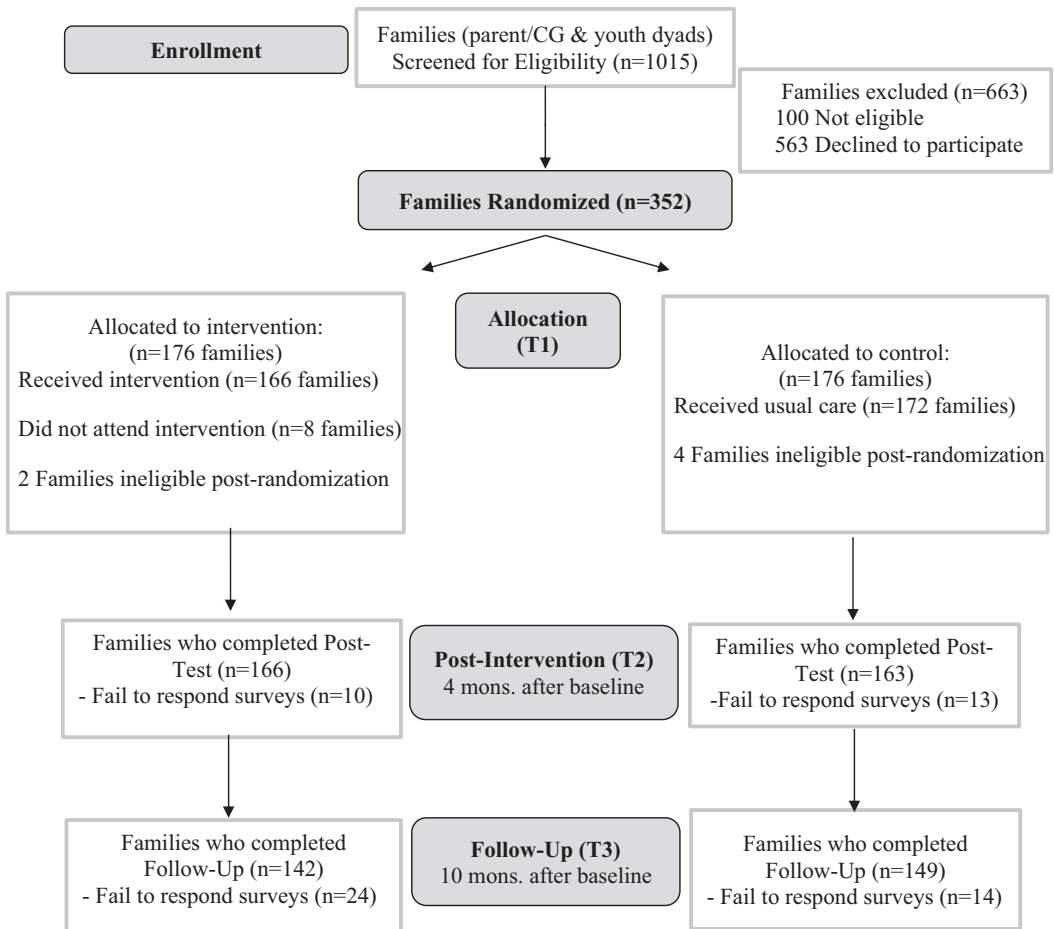 Enrollment
Families (parent/CG & youth dyads)
Screened for Eligibility (n=1015)
Families excluded (n=663)
100 Not eligible
563 Declined to participate
Families Randomized (n=352)
Allocation
(T1)
Allocated to intervention:
(n=176 families)
Received intervention (n=166 families)
Did not attend intervention (n=8 families)
2 Families ineligible post-randomization
Allocated to control:
(n=176 families)
Received usual care (n=172 families)
4 Families ineligible post-randomization
Families who completed Post-
Test (n=166)
- Fail to respond surveys (n=10)
Post-Intervention (T2)
4 mons. after baseline
Families who completed Post-
Test (n=163)
-Fail to respond surveys (n=13)
Families who completed
Follow-Up (n=142)
- Fail to respond surveys (n=24)
Follow-Up (T3)
10 mons. after baseline
Families who completed
Follow-Up (n=149)
- Fail to respond surveys (n=14)